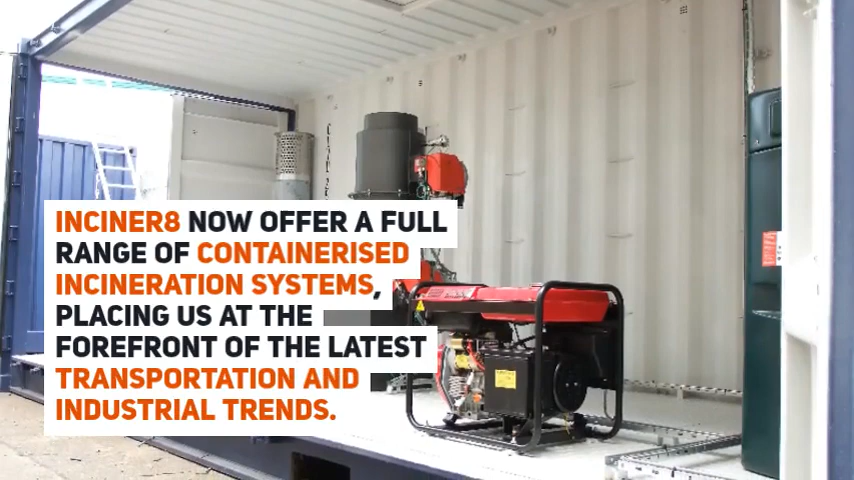 INCINER8 NOW OFFER A FULL
RANGE OF CONTAINERISED
INCINERATION SYSTEMS,
PLACING US AT THE
FOREFRONT OF THE LATEST
TRANSPORTATION AND
INDUSTRIAL TRENDS.